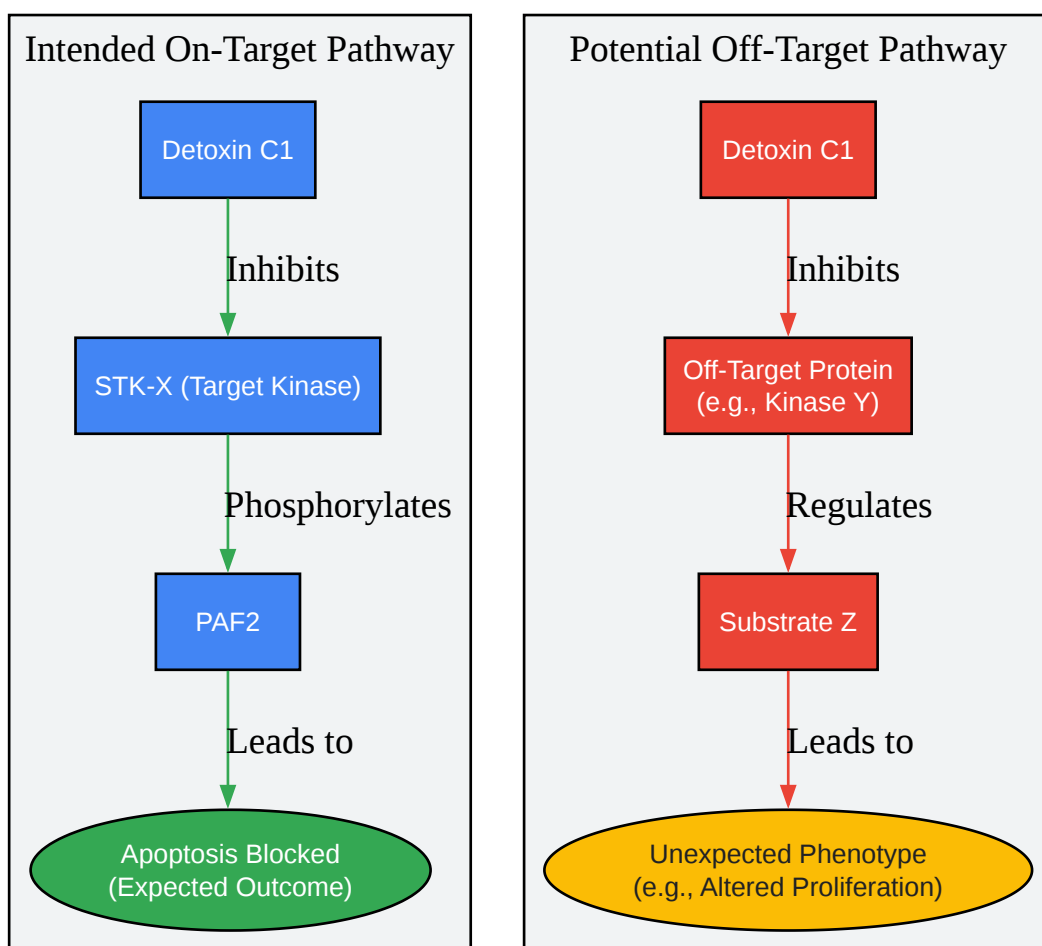 Intended On-Target Pathway
Detoxin C1
Inhibits
STK-X (Target Kinase)
Phosphorylates
PAF2
Leads to
Apoptosis Blocked
(Expected Outcome)
Potential Off-Target Pathway
Detoxin C1
Inhibits
Off-Target Protein
(e.g., Kinase Y)
Regulates
Substrate Z
Leads to
Unexpected Phenotype
(e.g., Altered Proliferation)